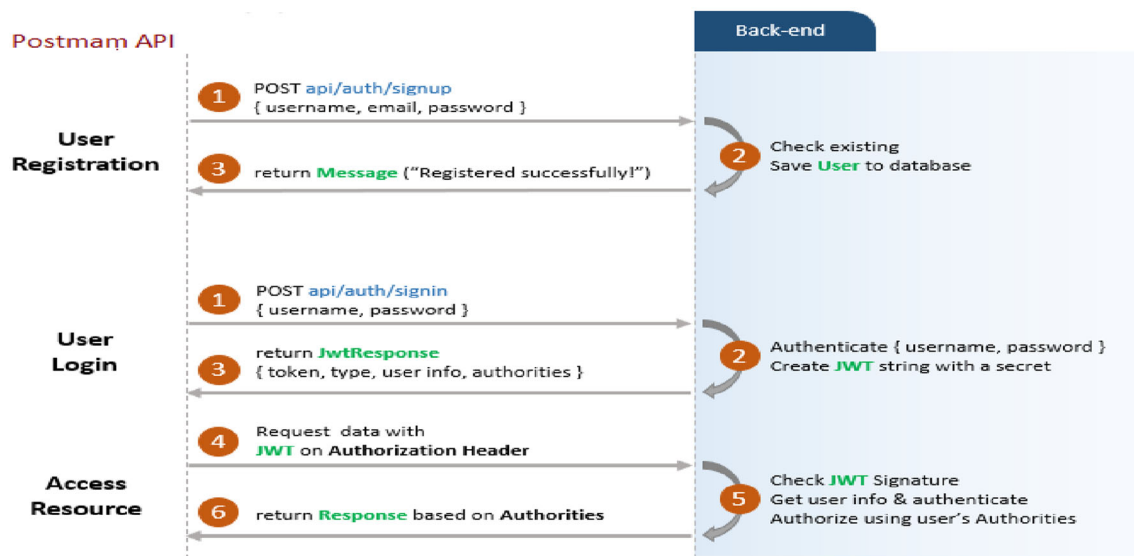 Postmam API
Back-end
1
POST api/auth/signup
{ username, email, password }
User
Registration
2
Check existing
Save User to database
3
return Message ("Registered successfully!")
1
POST api/auth/signin
{ username, password }
User
Login
2
Authenticate { username, password }
Create JWT string with a secret
3
return JwtResponse
{ token, type, user info, authorities }
4
Request data with
JWT on Authorization Header
Access
Resource
5
Check JWT Signature
Get user info & authenticate
Authorize using user's Authorities
6
return Response based on Authorities